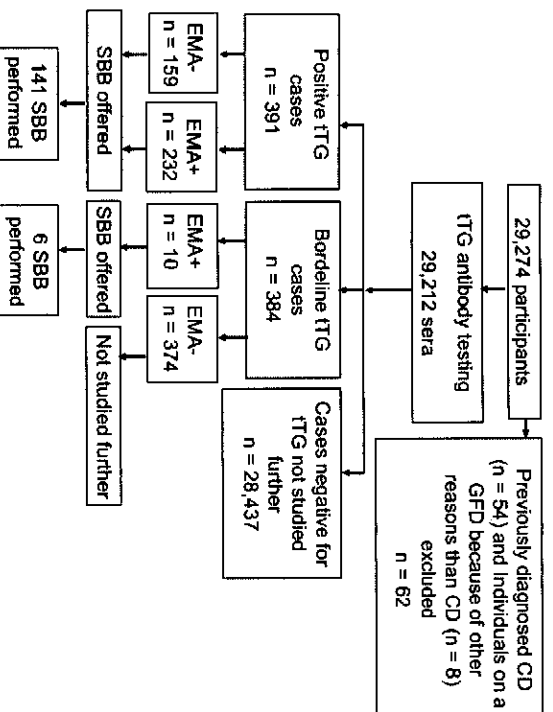 29,274 participants
Previously diagnosed CD
(n = 54) and Individuals on a
GFD because of other
reasons than CD (n = 8)
excluded
n = 62
tTG antibody testing
29,212 sera
Positive tTG
cases
n = 391
Bordeline tTG
cases
n = 384
Cases negative for
tTG not studied
further
n = 28,437
EMA-
n = 159
EMA+
n = 232
EMA+
n = 10
EMA-
n = 374
SBB offered
SBB offered
Not studied further
141 SBB
performed
6 SBB
performed